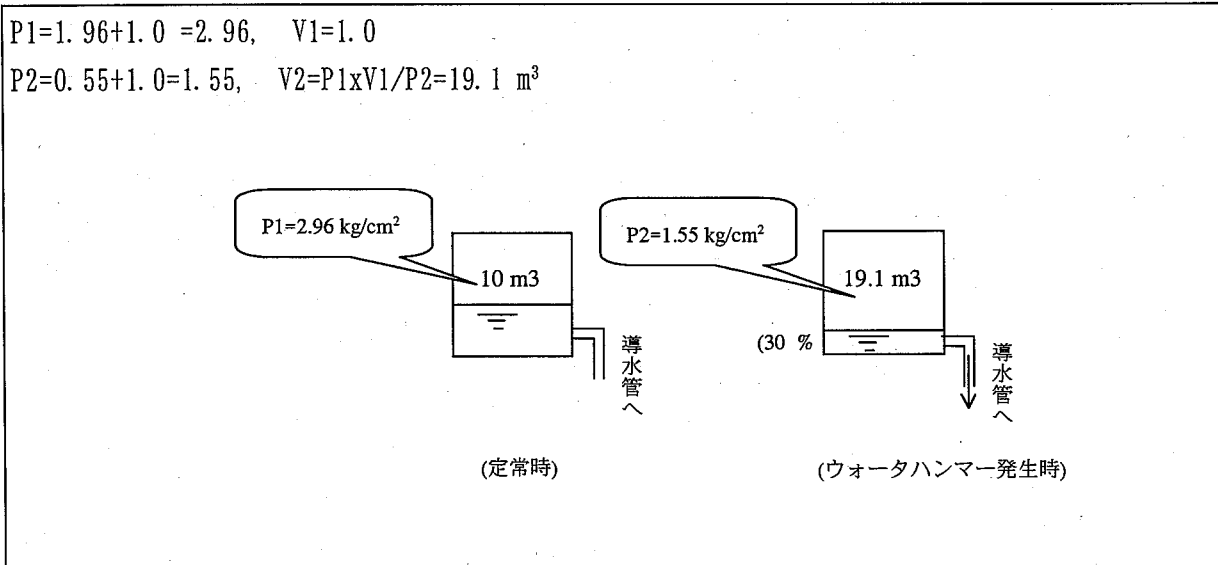 P1=1.96+1.0 =2.96, V1=1.0
P2=0.55+1.0=1.55, V2=P1xV1/P2=19.1 m³
P1=2.96 kg/cm²
P2=1.55 kg/cm²
10 m3
19.1 m3
(30 %
導水管へ
導水管へ
(定常時)
(ウォータハンマー発生時)